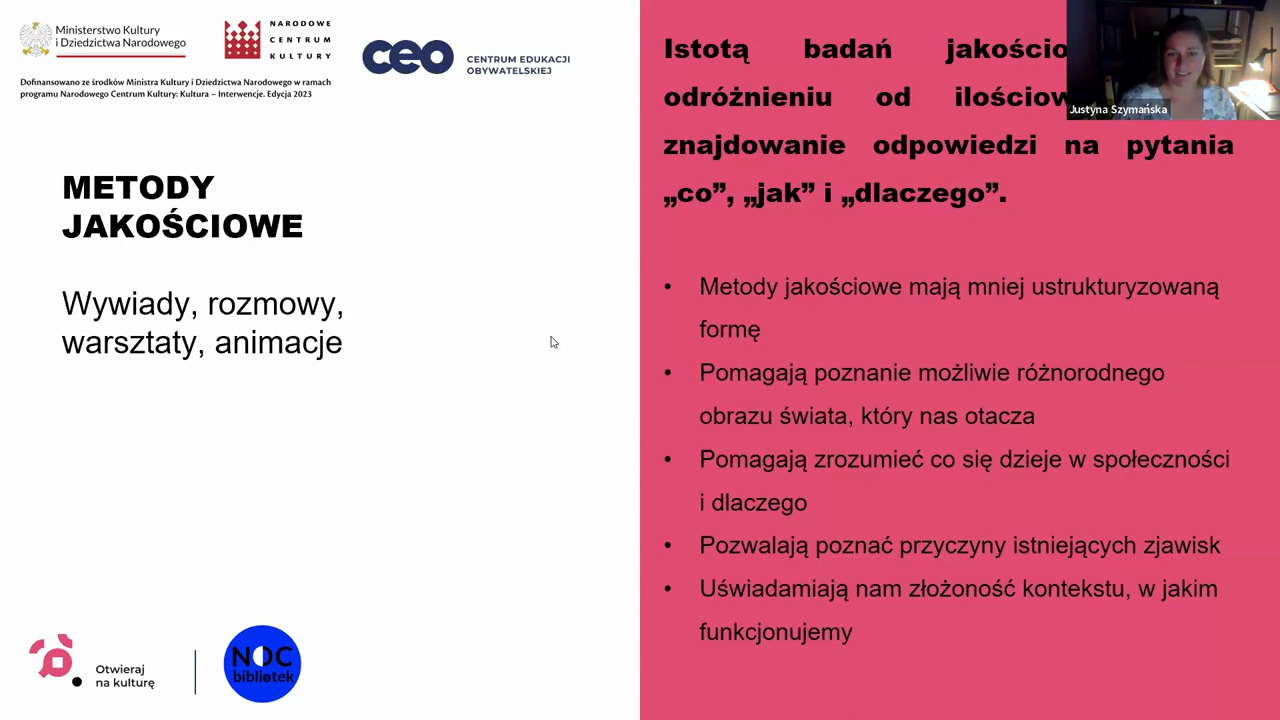 Ministerstwo Kultury
i Dziedzictwa Narodowego
NARODOWE
CENTRUM
KULTURY
ceo
CENTRUM EDUKACJI
OBYWATELSKIEJ
Dofinansowano ze środków Ministra Kultury i Dziedzictwa Narodowego w ramach
programu Narodowego Centrum Kultury: Kultura – Interwencje. Edycja 2023
METODY
JAKOŚCIOWE
Wywiady, rozmowy,
warsztaty, animacje
Otwieraj
na kulturę
NOC
bibliotek
Istotą badań
odróżnieniu od
znajdowanie odpowiedzi na pytania
„co”, „jak” i „dlaczego”.
Justyna Szymańska
• Metody jakościowe mają mniej ustrukturyzowaną
formę
• Pomagają poznanie możliwie różnorodnego
obrazu świata, który nas otacza
• Pomagają zrozumieć co się dzieje w społeczności
i dlaczego
• Pozwalają poznać przyczyny istniejących zjawisk
• Uświadamiają nam złożoność kontekstu, w jakim
funkcjonujemy